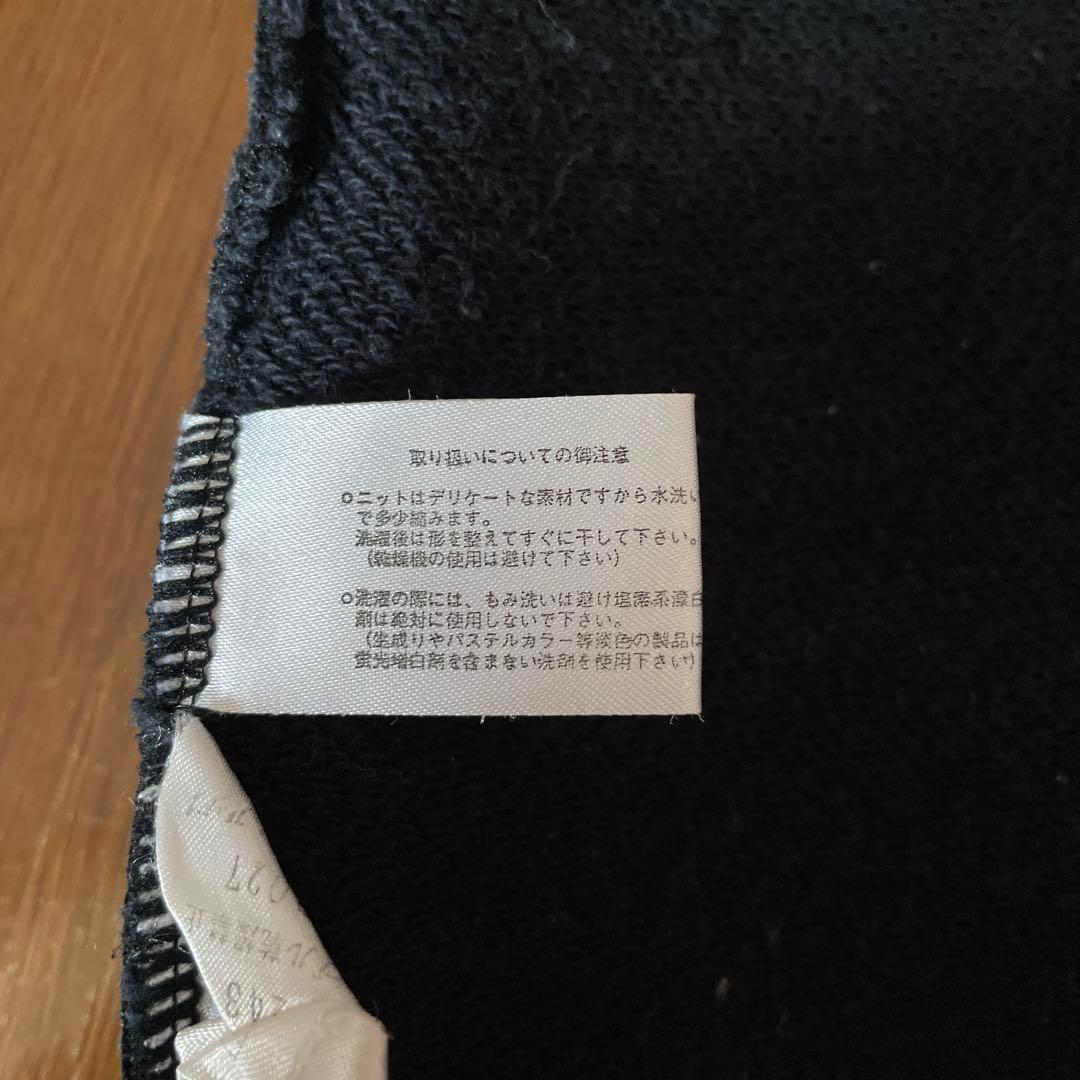 取り扱いについての御注意
○ニットはデリケートな素材ですから水洗い
で多少縮みます。
洗濯後は形を整えてすぐに干して下さい。
（乾燥機の使用は避けて下さい）
○洗濯の際には、もみ洗いは避け塩素系漂白
剤は絶対に使用しないで下さい。
（生成りやパステルカラー等淡色の製品は
蛍光増白剤を含まない洗剤を使用下さい）
027